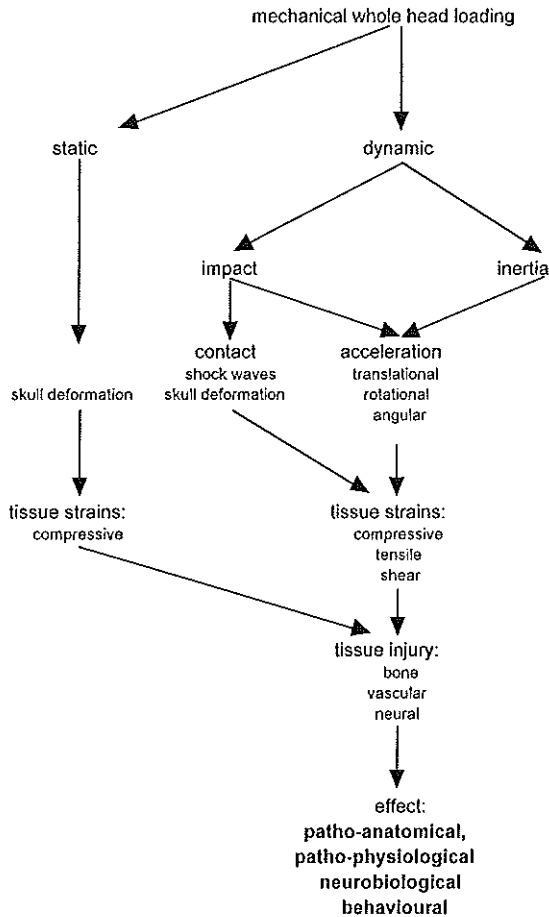 mechanical whole head loading
static
dynamic
impact
inertia
contact
shock waves
skull deformation
acceleration
translational
rotational
angular
skull deformation
tissue strains:
compressive
tissue strains:
compressive
tensile
shear
tissue injury:
bone
vascular
neural
effect:
patho-anatomical,
patho-physiological
neurobiological
behavioural